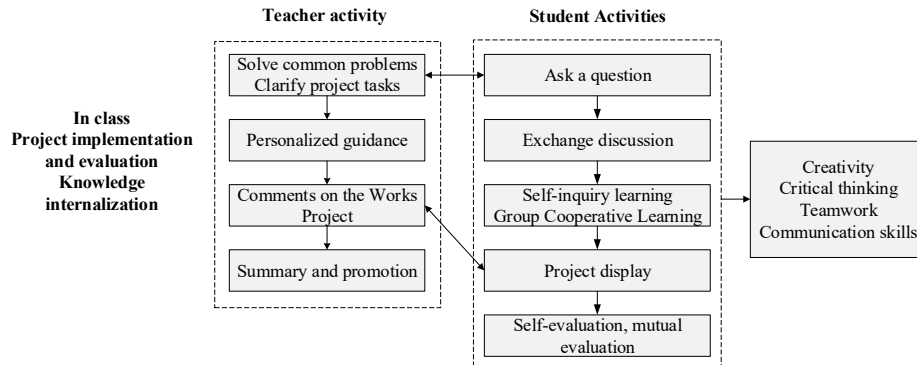 Teacher activity
Student Activities
In class
Project implementation
and evaluation
Knowledge
internalization
Solve common problems
Clarify project tasks
Personalized guidance
Comments on the Works
Project
Summary and promotion
Ask a question
Exchange discussion
Self-inquiry learning
Group Cooperative Learning
Project display
Self-evaluation, mutual
evaluation
Creativity
Critical thinking
Teamwork
Communication skills